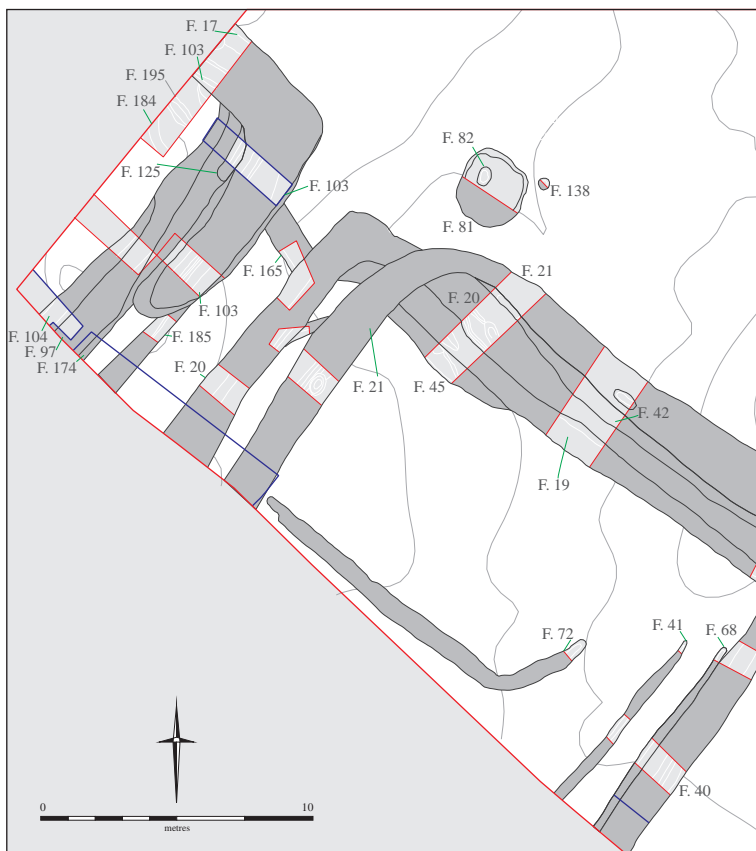 F. 17
F. 103
F. 195
F. 184
F. 82
F. 125
F. 103
F. 138
F. 81
F. 165
F. 21
F. 20
F. 103
F. 104
F. 185
F. 97
F. 174
F. 20
F. 21
F. 45
F. 42
F. 19
F. 72
F. 41
F. 68
F. 40
0
10
metres